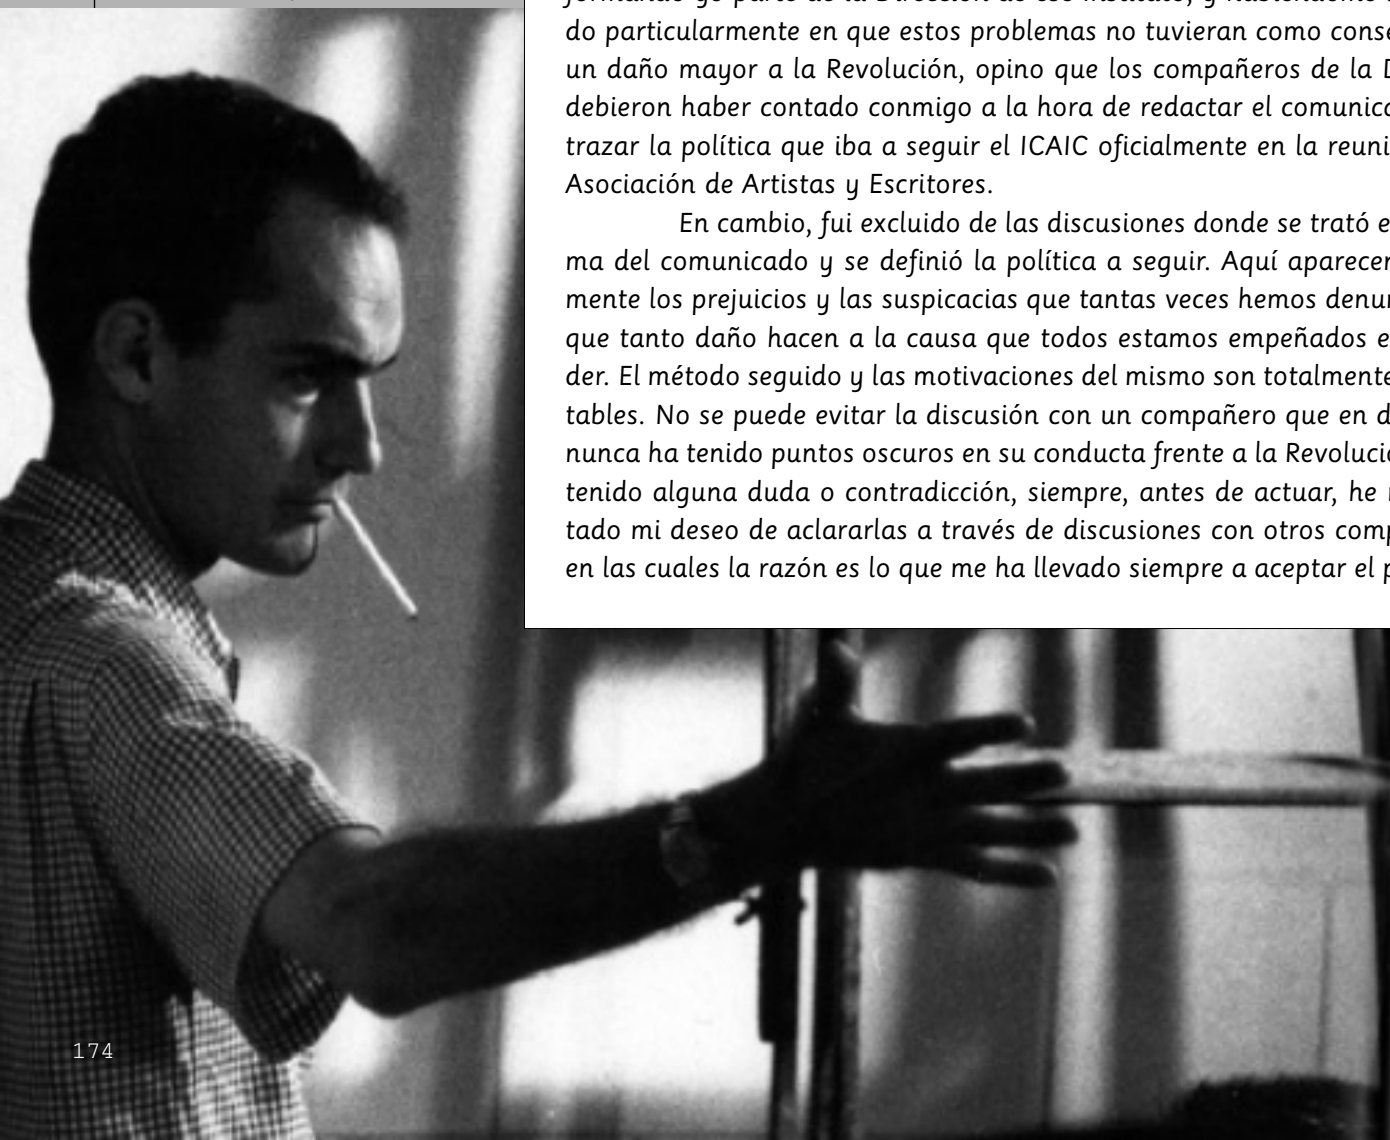 do particularmente en que estos problemas no tuvieran como
un daño mayor a la Revolución, opino que los compañeros de la
debieron haber contado conmigo a la hora de redactar el
trazar la política que iba a seguir el ICAIC oficialmente en la
Asociación de Artistas y Escritores.
En cambio, fui excluido de las discusiones donde se trató
ma del comunicado y se definió la política a seguir. Aquí
mente los prejuicios y las suspicacias que tantas veces hemos
que tanto daño hacen a la causa que todos estamos empeñados
der. El método seguido y las motivaciones del mismo son totalmente
tables. No se puede evitar la discusión con un compañero que en
nunca ha tenido puntos oscuros en su conducta frente a la
tenido alguna duda o contradicción, siempre, antes de actuar, he
tado mi deseo de aclararlas a través de discusiones con otros
en las cuales la razón es lo que me ha llevado siempre a aceptar el
174